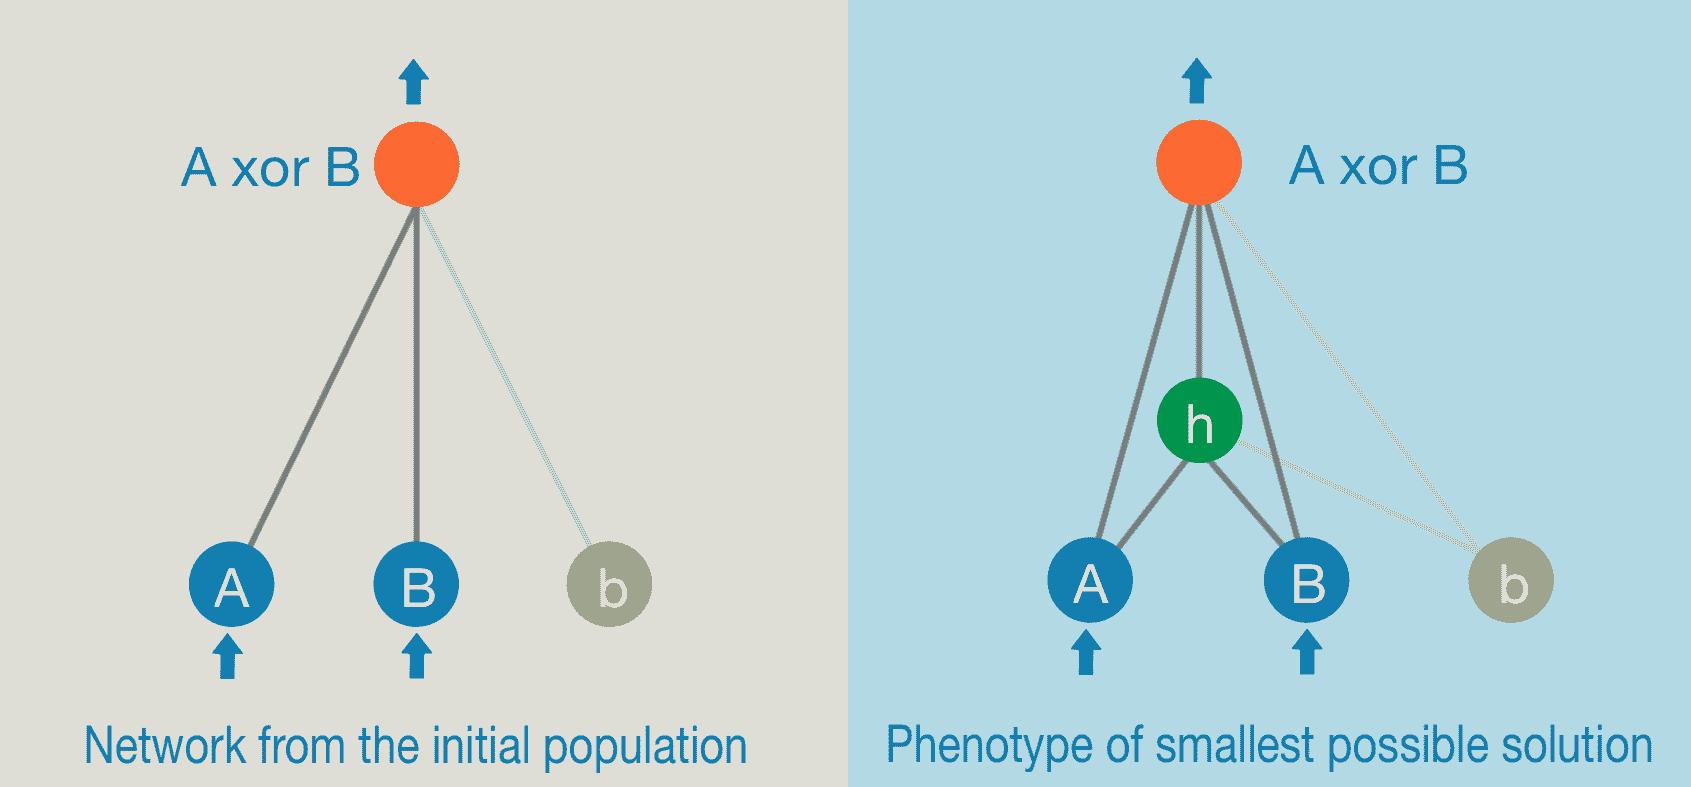 A xor B
A
B
b
Network from the initial population
A xor B
h
A
B
b
Phenotype of smallest possible solution